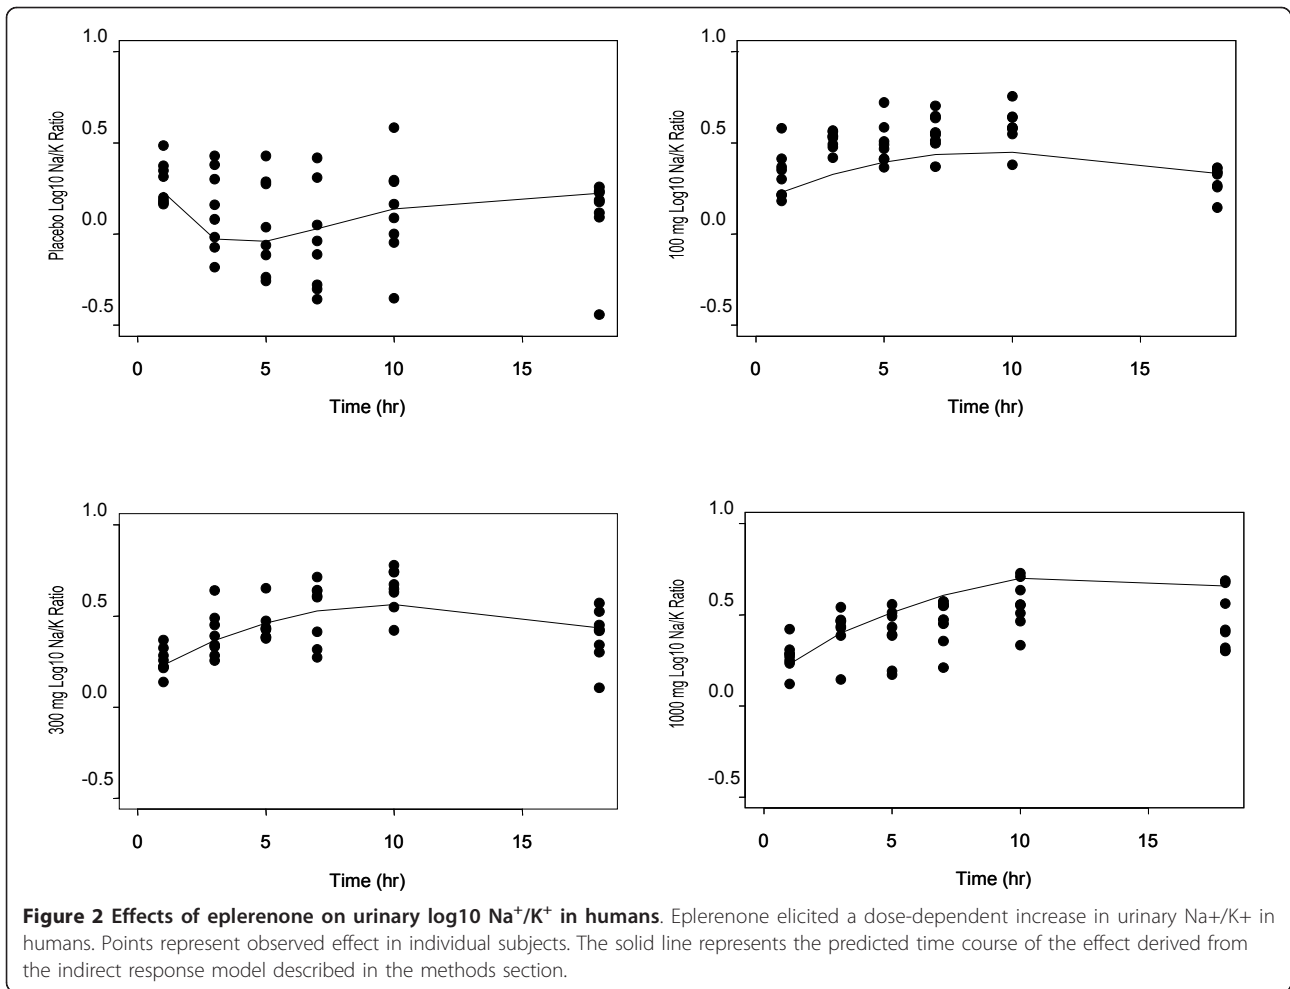 1.0
0.5
0.0
-0.5
Placebo Log10 Na/K Ratio
0 5 10 15
Time (hr)
1.0
0.5
0.0
-0.5
100 mg Log10 Na/K Ratio
0 5 10 15
Time (hr)
1.0
0.5
0.0
-0.5
300 mg Log10 Na/K Ratio
0 5 10 15
Time (hr)
1.0
0.5
0.0
-0.5
1000 mg Log10 Na/K Ratio
0 5 10 15
Time (hr)
Figure 2 Effects of eplerenone on urinary log10 Na⁺/K⁺ in humans. Eplerenone elicited a dose-dependent increase in urinary Na+/K+ in
humans. Points represent observed effect in individual subjects. The solid line represents the predicted time course of the effect derived from
the indirect response model described in the methods section.